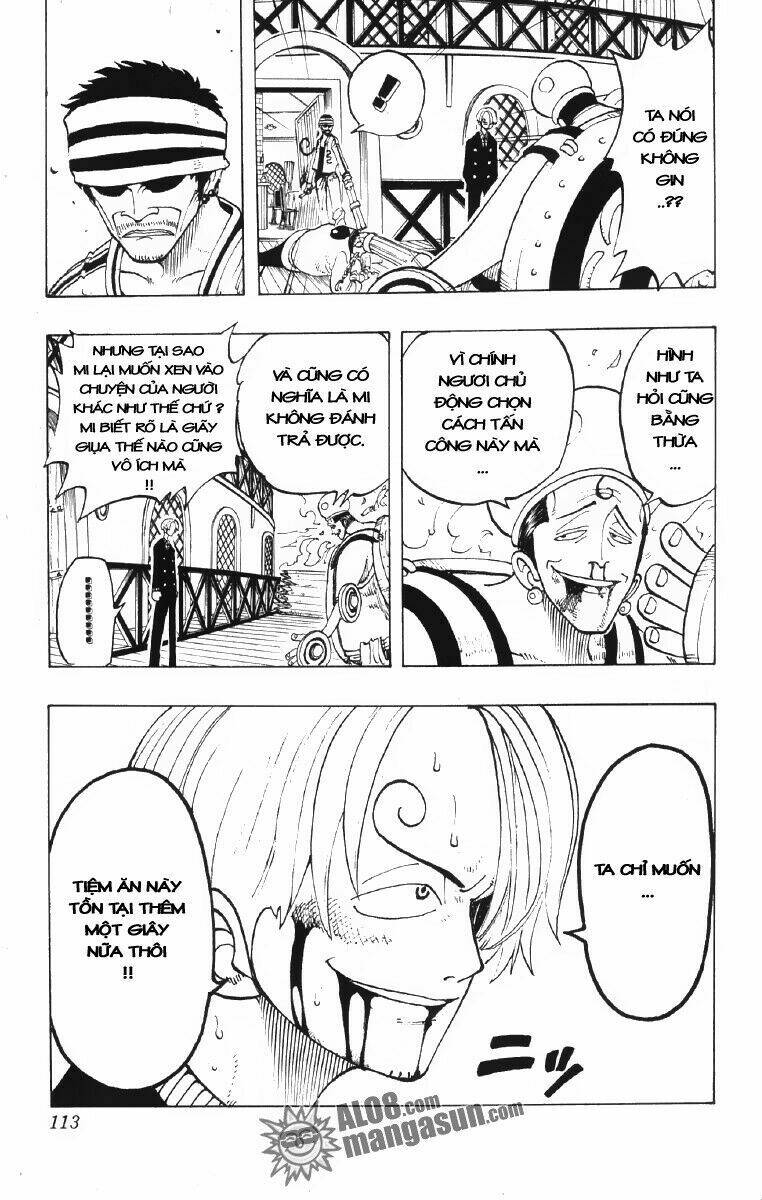 TA NÓI
CÓ ĐÚNG
KHÔNG
GIN
..??
!
HÌNH
NHƯ TA
HỎI CŨNG
BẰNG
THỪA
...
VÌ CHÍNH
NGƯƠI CHỦ
ĐỘNG CHỌN
CÁCH TẤN
CÔNG NÀY MÀ
...
VÀ CŨNG CÓ
NGHĨA LÀ MI
KHÔNG ĐÁNH
TRẢ ĐƯỢC.
NHƯNG TẠI SAO
MI LẠI MUỐN XEN VÀO
CHUYỆN CỦA NGƯỜI
KHÁC NHƯ THẾ CHỨ ?
MI BIẾT RÕ LÀ GIÃY
GIỤA THẾ NÀO CŨNG
VÔ ÍCH MÀ
!!
.........
TA CHỈ MUỐN
...
TIỆM ĂN NÀY
TỒN TẠI THÊM
MỘT GIÂY
NỮA THÔI
!!
ニッ
113
ALO8.com
mangasun.com